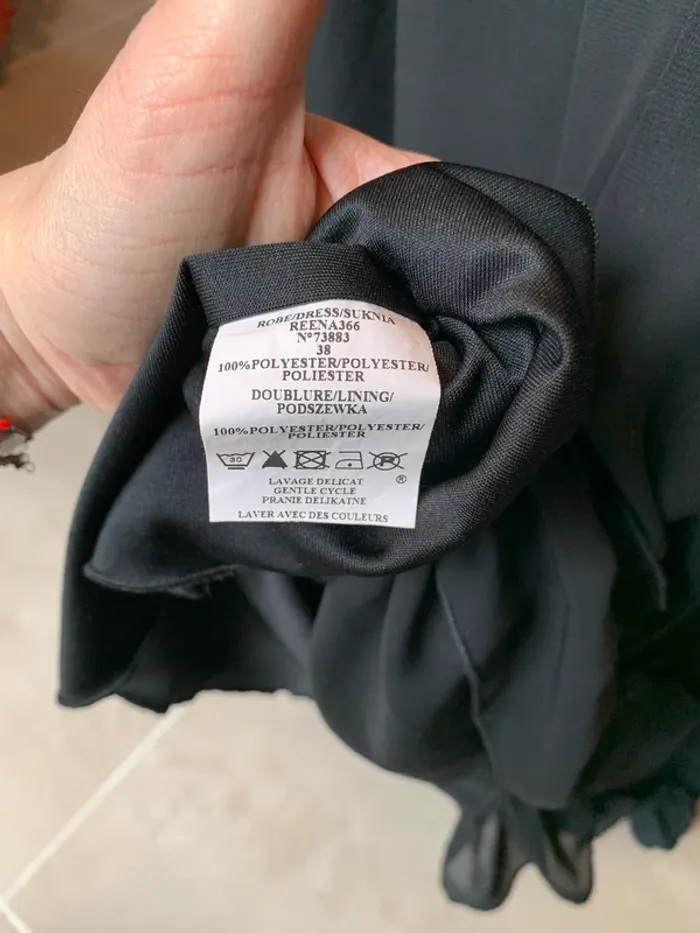 ROBE/DRESS/SUKNIA
REENA366
N°73883
38
100%POLYESTER/POLYESTER/
POLIESTER
DOUBLURE/LINING/
PODSZEWKA
100%POLYESTER/POLYESTER/
POLIESTER
30
®
LAVAGE DELICAT
GENTLE CYCLE
PRANIE DELIKATNE
LAVER AVEC DES COULEURS